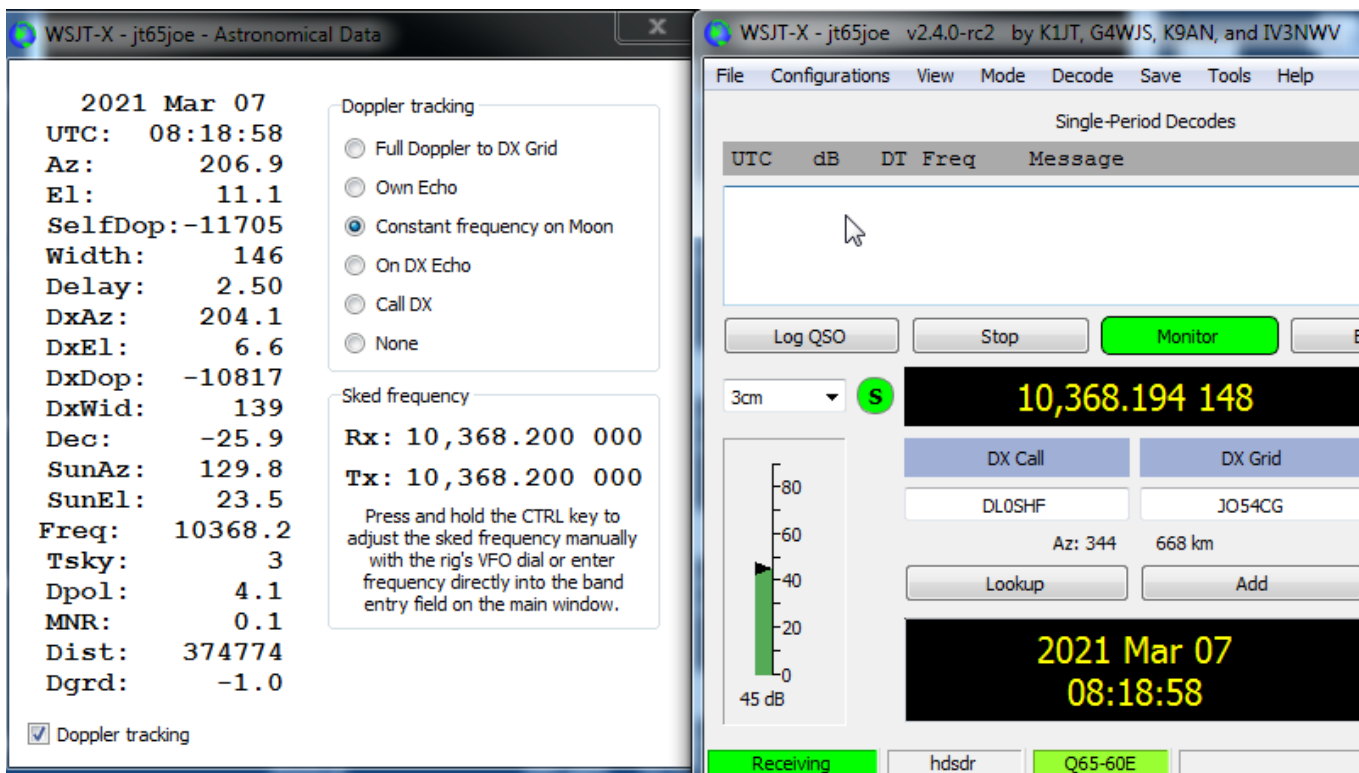 WSJT-X - jt65joe - Astronomical Data
X
2021 Mar 07
UTC: 08:18:58
Az: 206.9
El: 11.1
SelfDop:-11705
Width: 146
Delay: 2.50
DxAz: 204.1
DxEl: 6.6
DxDop: -10817
DxWid: 139
Dec: -25.9
SunAz: 129.8
SunEl: 23.5
Freq: 10368.2
Tsky: 3
Dpol: 4.1
MNR: 0.1
Dist: 374774
Dgrd: -1.0
Doppler tracking
Doppler tracking
Full Doppler to DX Grid
Own Echo
Constant frequency on Moon
On DX Echo
Call DX
None
Sked frequency
Rx: 10,368.200 000
Tx: 10,368.200 000
Press and hold the CTRL key to
adjust the sked frequency manually
with the rig's VFO dial or enter
frequency directly into the band
entry field on the main window.
WSJT-X - jt65joe v2.4.0-rc2 by K1JT, G4WJS, K9AN, and IV3NWV
File Configurations View Mode Decode Save Tools Help
Single-Period Decodes
UTC dB DT Freq Message
Log QSO Stop Monitor
3cm S 10,368.194 148
DX Call DX Grid
DL0SHF JO54CG
Az: 344 668 km
Lookup Add
80
60
40
20
0
45 dB
2021 Mar 07
08:18:58
Receiving hdsdr Q65-60E